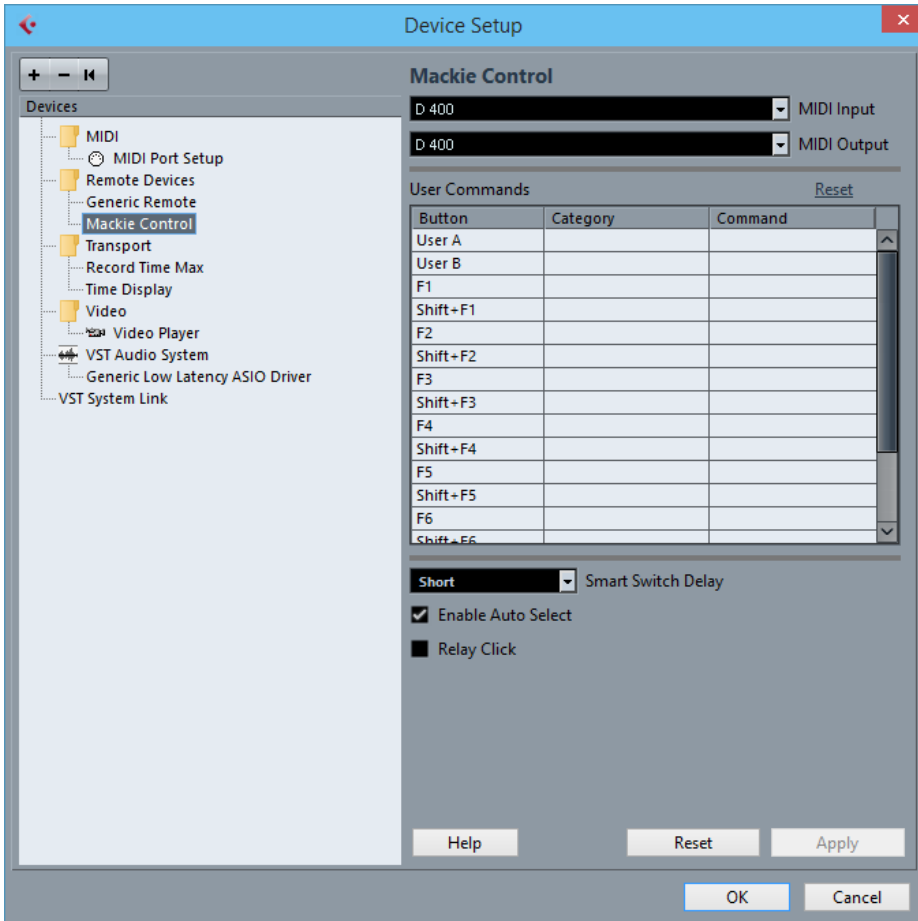 Device Setup
Devices
MIDI
MIDI Port Setup
Remote Devices
Generic Remote
Mackie Control
Transport
Record Time Max
Time Display
Video
Video Player
VST Audio System
Generic Low Latency ASIO Driver
VST System Link
Mackie Control
D 400 MIDI Input
D 400 MIDI Output
User Commands Reset
Button Category Command
User A
User B
F1
Shift+F1
F2
Shift+F2
F3
Shift+F3
F4
Shift+F4
F5
Shift+F5
F6
Shift+F6
Short Smart Switch Delay
Enable Auto Select
Relay Click
Help Reset Apply
OK Cancel